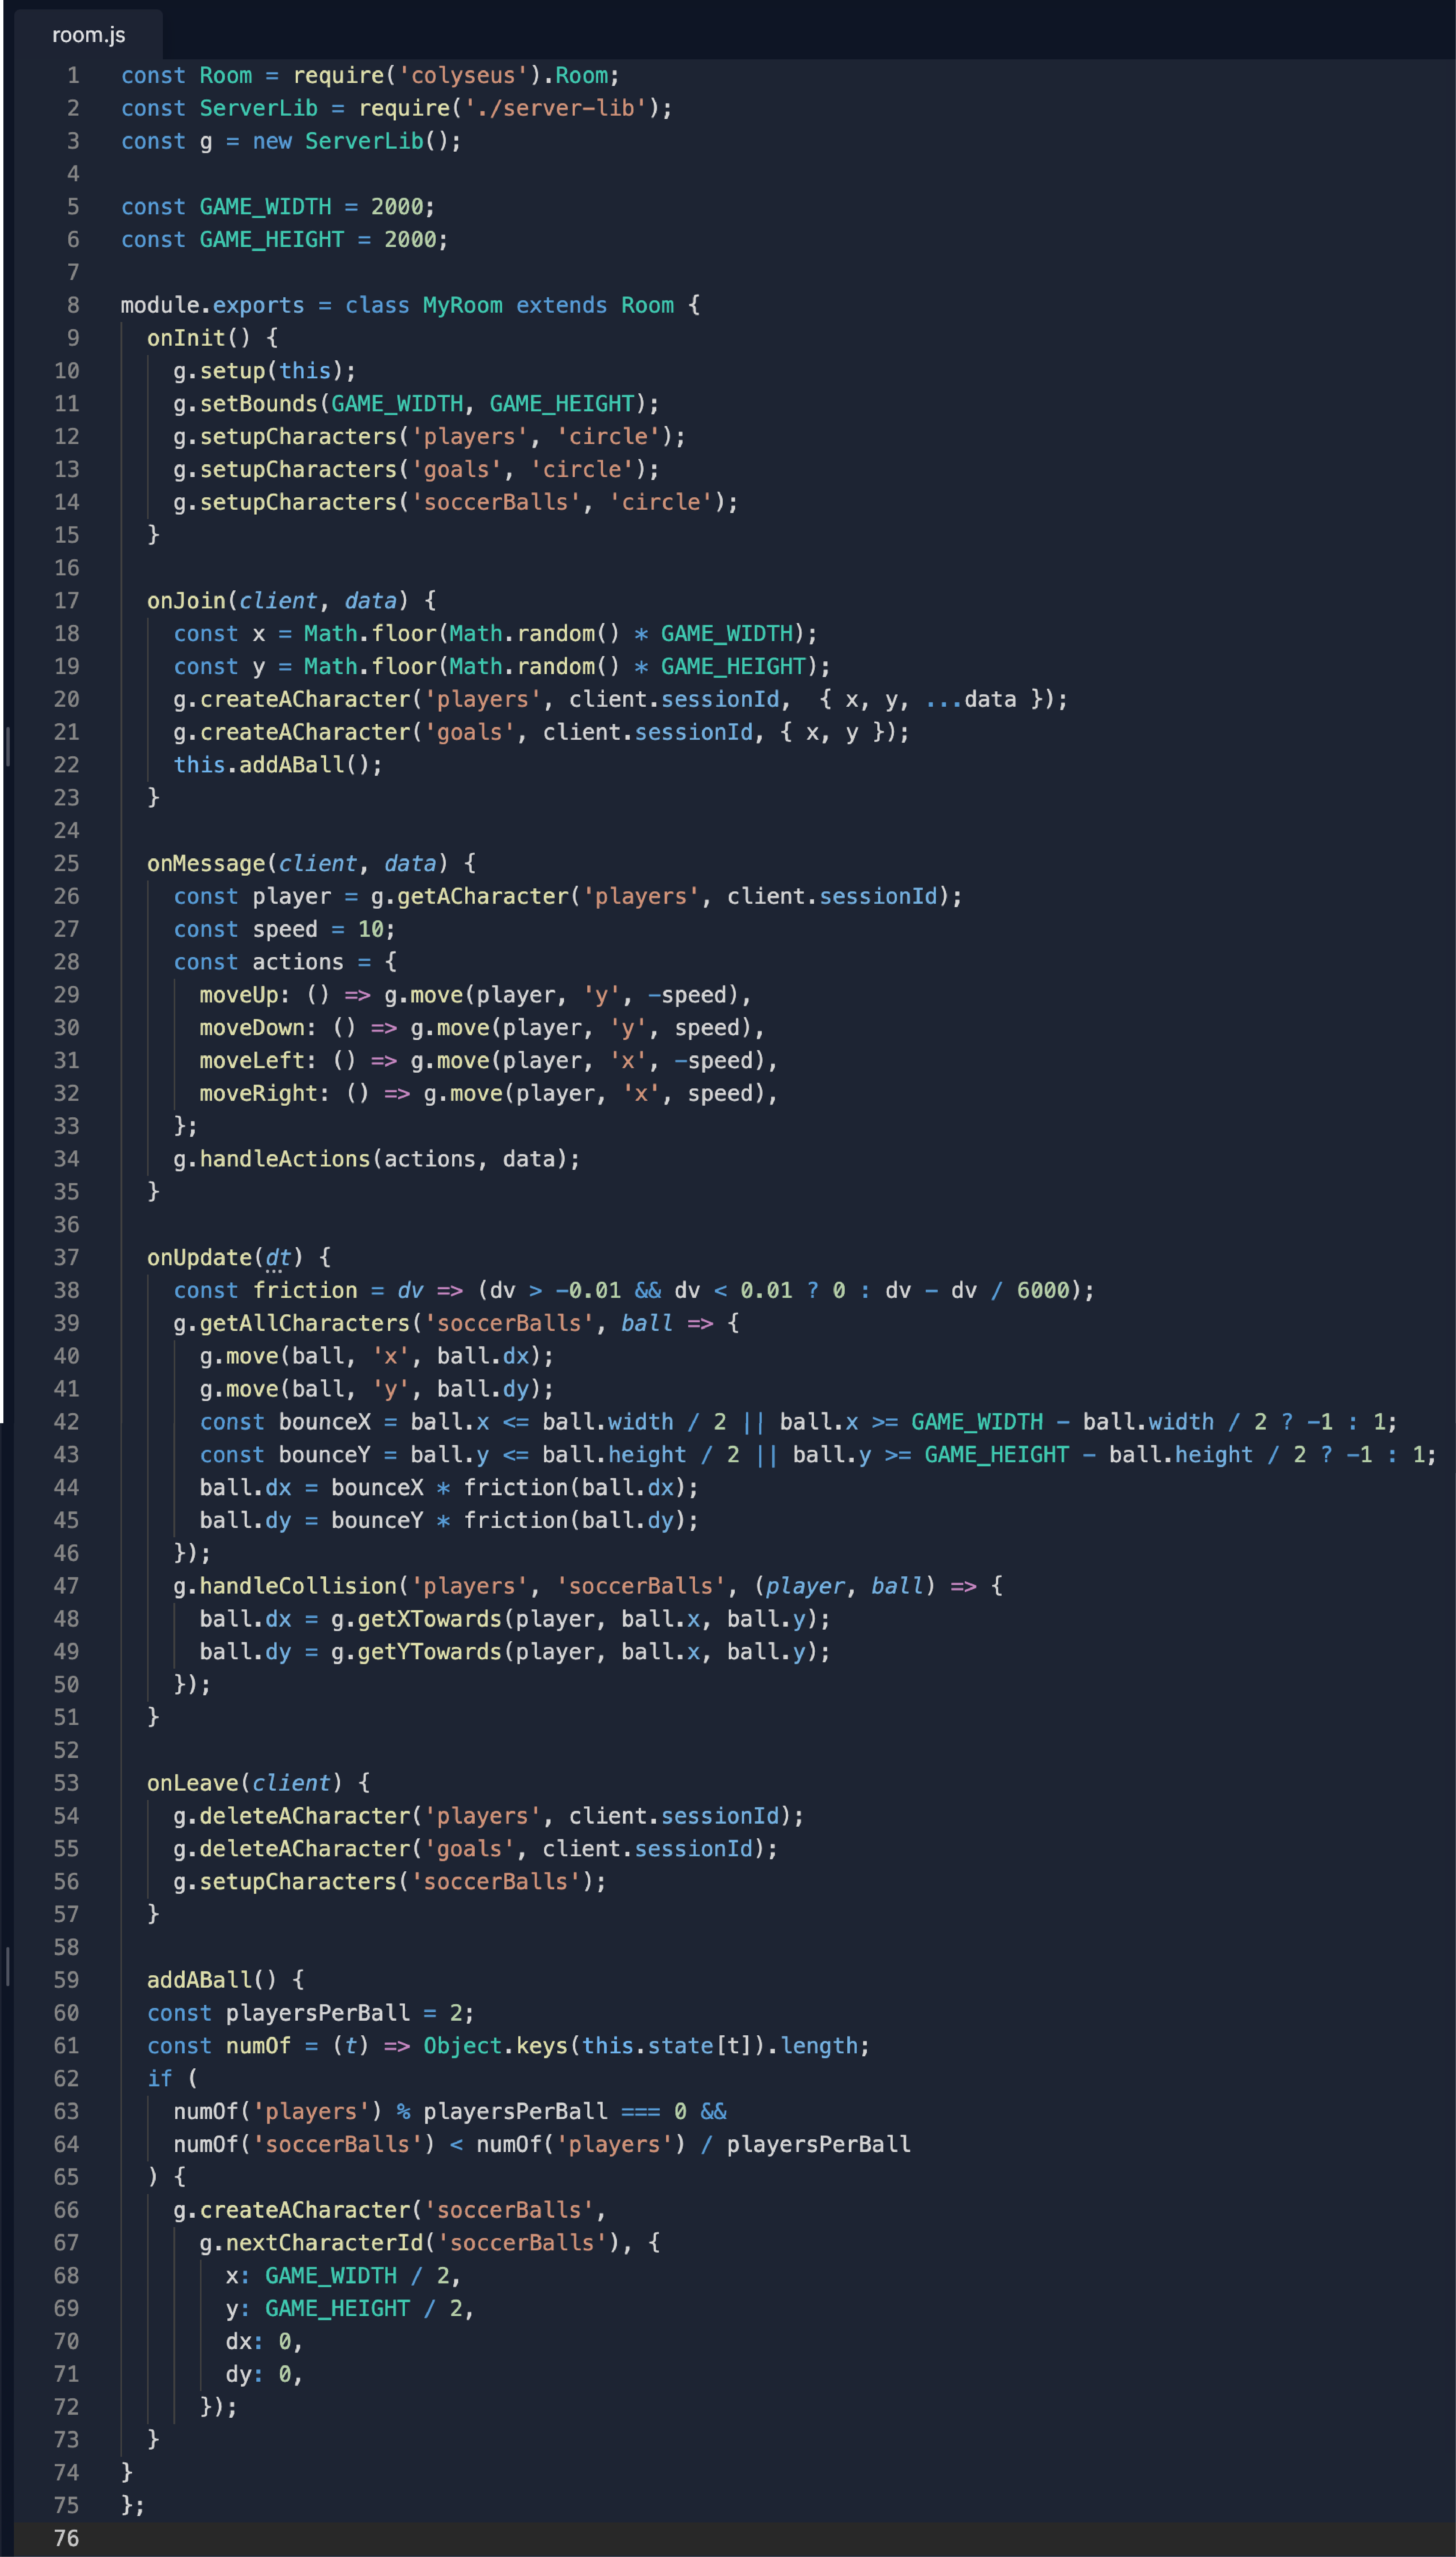 room.js
1 const Room = require('colyseus').Room;
2 const ServerLib = require('./server-lib');
3 const g = new ServerLib();
4
5 const GAME_WIDTH = 2000;
6 const GAME_HEIGHT = 2000;
7
8 module.exports = class MyRoom extends Room {
9   onInit() {
10     g.setup(this);
11     g.setBounds(GAME_WIDTH, GAME_HEIGHT);
12     g.setupCharacters('players', 'circle');
13     g.setupCharacters('goals', 'circle');
14     g.setupCharacters('soccerBalls', 'circle');
15   }
16
17   onJoin(client, data) {
18     const x = Math.floor(Math.random() * GAME_WIDTH);
19     const y = Math.floor(Math.random() * GAME_HEIGHT);
20     g.createACharacter('players', client.sessionId,  { x, y, ...data });
21     g.createACharacter('goals', client.sessionId, { x, y });
22     this.addABall();
23   }
24
25   onMessage(client, data) {
26     const player = g.getACharacter('players', client.sessionId);
27     const speed = 10;
28     const actions = {
29       moveUp: () => g.move(player, 'y', -speed),
30       moveDown: () => g.move(player, 'y', speed),
31       moveLeft: () => g.move(player, 'x', -speed),
32       moveRight: () => g.move(player, 'x', speed),
33     };
34     g.handleActions(actions, data);
35   }
36
37   onUpdate(dt) {
38     const friction = dv => (dv > -0.01 && dv < 0.01 ? 0 : dv - dv / 6000);
39     g.getAllCharacters('soccerBalls', ball => {
40       g.move(ball, 'x', ball.dx);
41       g.move(ball, 'y', ball.dy);
42       const bounceX = ball.x <= ball.width / 2 || ball.x >= GAME_WIDTH - ball.width / 2 ? -1 : 1;
43       const bounceY = ball.y <= ball.height / 2 || ball.y >= GAME_HEIGHT - ball.height / 2 ? -1 : 1;
44       ball.dx = bounceX * friction(ball.dx);
45       ball.dy = bounceY * friction(ball.dy);
46     });
47     g.handleCollision('players', 'soccerBalls', (player, ball) => {
48       ball.dx = g.getXTowards(player, ball.x, ball.y);
49       ball.dy = g.getYTowards(player, ball.x, ball.y);
50     });
51   }
52
53   onLeave(client) {
54     g.deleteACharacter('players', client.sessionId);
55     g.deleteACharacter('goals', client.sessionId);
56     g.setupCharacters('soccerBalls');
57   }
58
59   addABall() {
60   const playersPerBall = 2;
61   const numOf = (t) => Object.keys(this.state[t]).length;
62   if (
63     numOf('players') % playersPerBall === 0 &&
64     numOf('soccerBalls') < numOf('players') / playersPerBall
65   ) {
66     g.createACharacter('soccerBalls',
67       g.nextCharacterId('soccerBalls'), {
68         x: GAME_WIDTH / 2,
69         y: GAME_HEIGHT / 2,
70         dx: 0,
71         dy: 0,
72       });
73   }
74 }
75 };
76